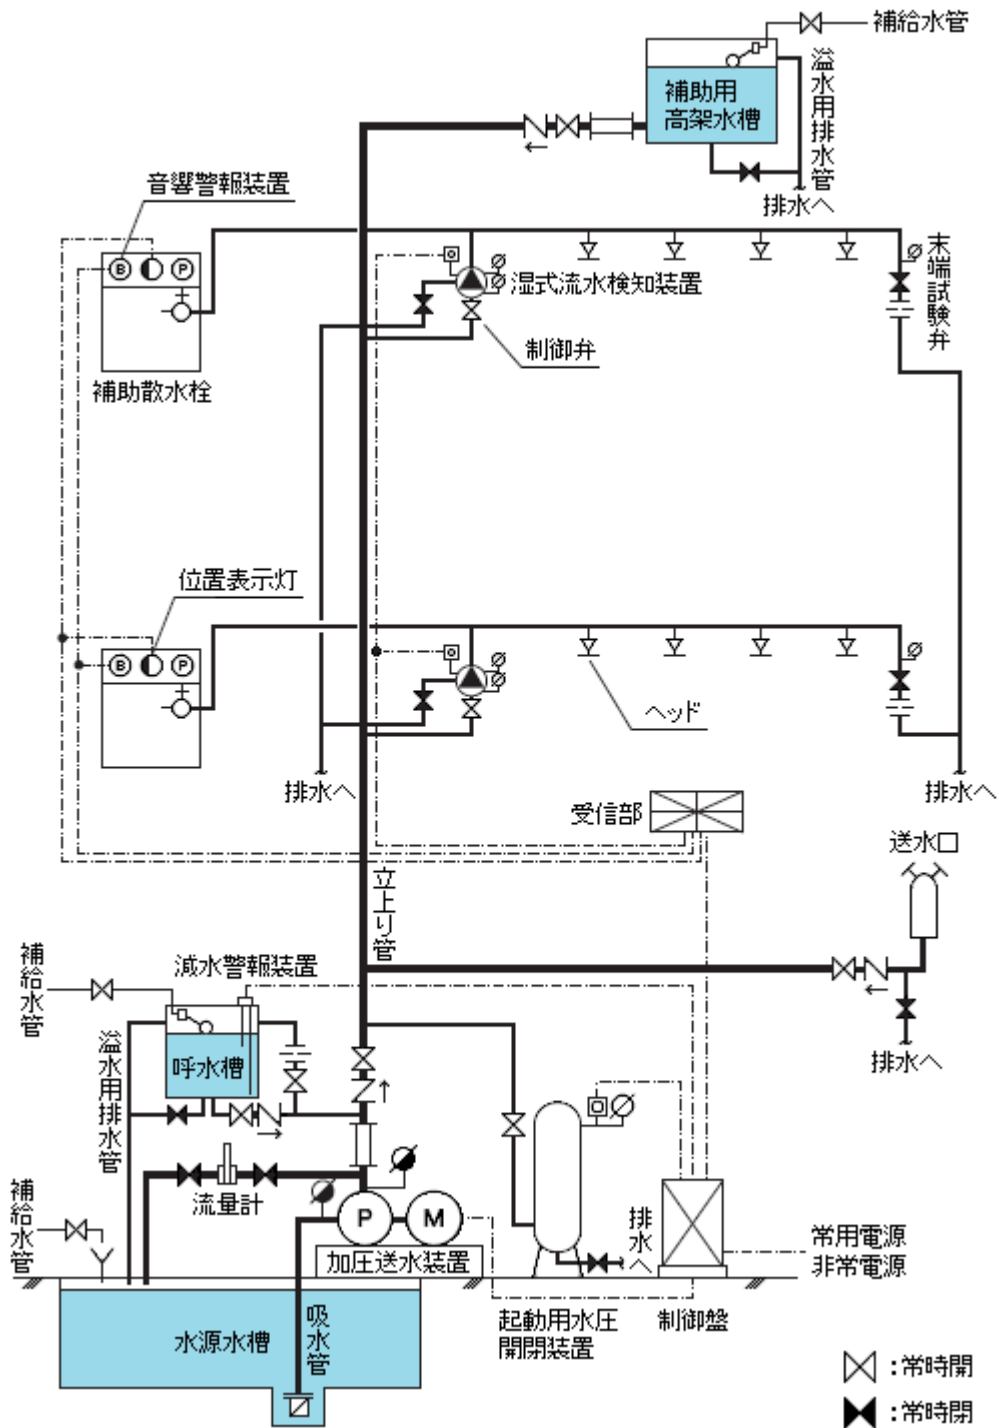 補給水管
補助用
高架水槽
溢水用排水管
排水へ
音響警報装置
B
P
湿式流水検知装置
末端試験弁
制御弁
補助散水栓
位置表示灯
B
P
ヘッド
排水へ
排水へ
受信部
送水口
立上り管
補給水管
減水警報装置
呼水槽
溢水用排水管
排水へ
流量計
補給水管
P
M
加圧送水装置
排水へ
常用電源
非常電源
水源水槽
吸水管
起動用水圧
開閉装置
制御盤
:常時開
:常時閉